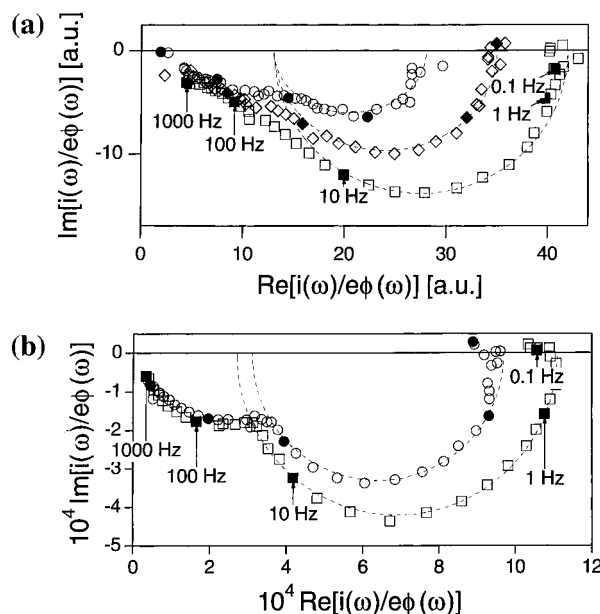 (a)
Im[i(ω)/eϕ(ω)] [a.u.]
0
-10
1000 Hz
100 Hz
10 Hz
0.1 Hz
1 Hz
0 10 20 30 40
Re[i(ω)/eϕ(ω)] [a.u.]
(b)
10⁴ Im[i(ω)/eϕ(ω)]
0
-1
-2
-3
-4
-5
1000 Hz
100 Hz
10 Hz
0.1 Hz
1 Hz
0 2 4 6 8 10 12
10⁴ Re[i(ω)/eϕ(ω)]